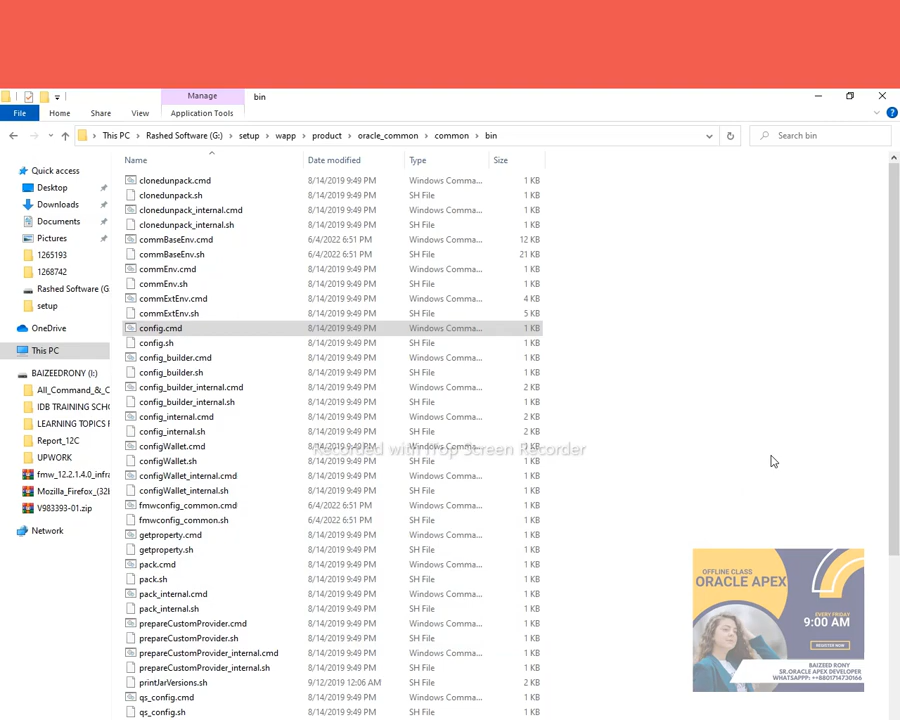 Manage
bin
File
Home
Share
View
Application Tools
This PC
Rashed Software (G:)
setup
wapp
product
oracle_common
common
bin
Search bin
Name
Date modified
Type
Size
Quick access
Desktop
Downloads
Documents
Pictures
1265193
1268742
Rashed Software (G:
setup
OneDrive
This PC
BAIZEEDRONY (I:)
All_Command_&_C
IDB TRAINING SCH
LEARNING TOPICS F
Report_12C
UPWORK
fmw_12.2.1.4.0_infra
Mozilla_Firefox_(32b
V983393-01.zip
Network
clonedunpack.cmd 8/14/2019 9:49 PM Windows Comma... 1 KB
clonedunpack.sh 8/14/2019 9:49 PM SH File 1 KB
clonedunpack_internal.cmd 8/14/2019 9:49 PM Windows Comma... 1 KB
clonedunpack_internal.sh 8/14/2019 9:49 PM SH File 1 KB
commBaseEnv.cmd 6/4/2022 6:51 PM Windows Comma... 12 KB
commBaseEnv.sh 6/4/2022 6:51 PM SH File 21 KB
commEnv.cmd 8/14/2019 9:49 PM Windows Comma... 1 KB
commEnv.sh 8/14/2019 9:49 PM SH File 1 KB
commExtEnv.cmd 8/14/2019 9:49 PM Windows Comma... 4 KB
commExtEnv.sh 8/14/2019 9:49 PM SH File 5 KB
config.cmd 8/14/2019 9:49 PM Windows Comma... 1 KB
config.sh 8/14/2019 9:49 PM SH File 1 KB
config_builder.cmd 8/14/2019 9:49 PM Windows Comma... 1 KB
config_builder.sh 8/14/2019 9:49 PM SH File 1 KB
config_builder_internal.cmd 8/14/2019 9:49 PM Windows Comma... 2 KB
config_builder_internal.sh 8/14/2019 9:49 PM SH File 2 KB
config_internal.cmd 8/14/2019 9:49 PM Windows Comma... 2 KB
config_internal.sh 8/14/2019 9:49 PM SH File 2 KB
configWallet.cmd 8/14/2019 9:49 PM Windows Comma... 1 KB
Recorded with iTop Screen Recorder
configWallet.sh 8/14/2019 9:49 PM SH File 1 KB
configWallet_internal.cmd 8/14/2019 9:49 PM Windows Comma... 1 KB
configWallet_internal.sh 8/14/2019 9:49 PM SH File 1 KB
fmwconfig_common.cmd 6/4/2022 6:51 PM Windows Comma... 1 KB
fmwconfig_common.sh 6/4/2022 6:51 PM SH File 1 KB
getproperty.cmd 8/14/2019 9:49 PM Windows Comma... 1 KB
getproperty.sh 8/14/2019 9:49 PM SH File 1 KB
pack.cmd 8/14/2019 9:49 PM Windows Comma... 1 KB
pack.sh 8/14/2019 9:49 PM SH File 1 KB
pack_internal.cmd 8/14/2019 9:49 PM Windows Comma... 1 KB
pack_internal.sh 8/14/2019 9:49 PM SH File 1 KB
prepareCustomProvider.cmd 8/14/2019 9:49 PM Windows Comma... 1 KB
prepareCustomProvider.sh 8/14/2019 9:49 PM SH File 1 KB
prepareCustomProvider_internal.cmd 8/14/2019 9:49 PM Windows Comma... 1 KB
prepareCustomProvider_internal.sh 8/14/2019 9:49 PM SH File 1 KB
printJarVersions.sh 9/12/2019 12:06 AM SH File 2 KB
qs_config.cmd 8/14/2019 9:49 PM Windows Comma... 1 KB
qs_config.sh 8/14/2019 9:49 PM SH File 1 KB
OFFLINE CLASS
ORACLE APEX
EVERY FRIDAY
9:00 AM
REGISTER NOW
BAIZEED RONY
SR.ORACLE APEX DEVELOPER
WHATSAPPP: ++8801714730166